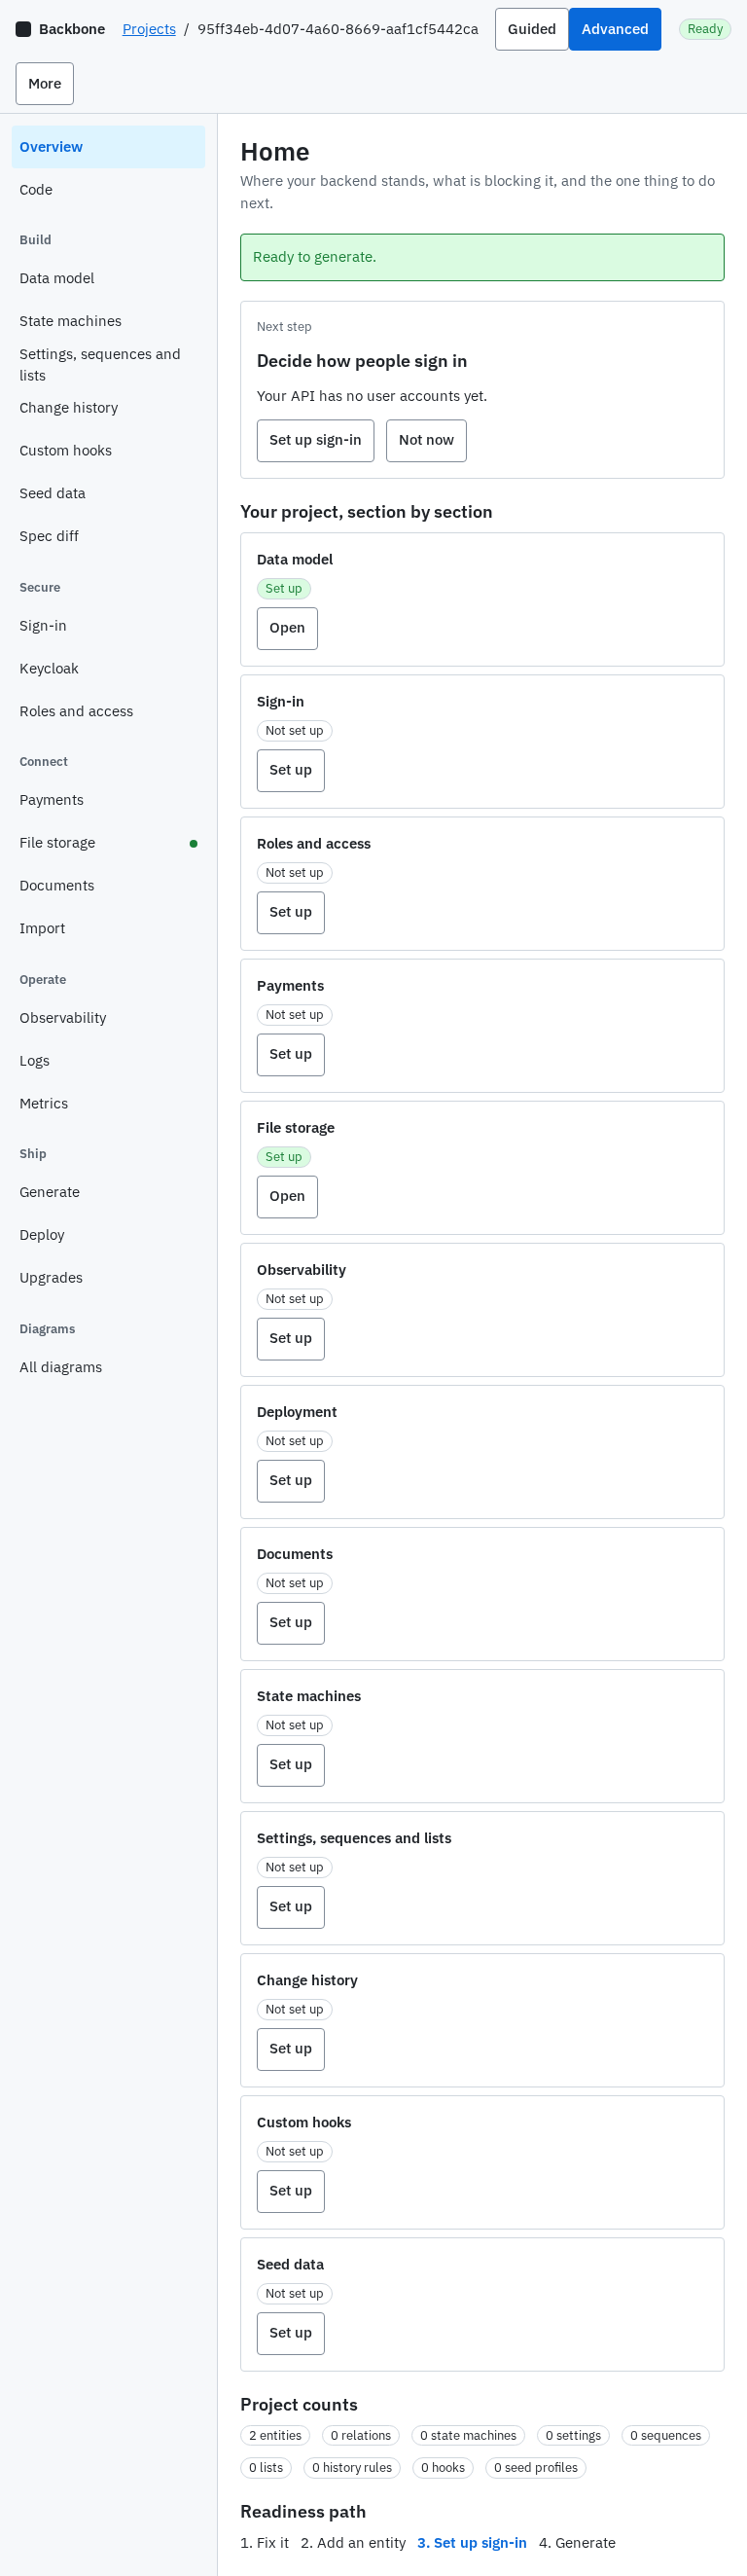 Backbone Projects / 95ff34eb-4d07-4a60-8669-aaf1cf5442ca Guided Advanced Ready
More
Overview
Code
Build
Data model
State machines
Settings, sequences and
lists
Change history
Custom hooks
Seed data
Spec diff
Secure
Sign-in
Keycloak
Roles and access
Connect
Payments
File storage
Documents
Import
Operate
Observability
Logs
Metrics
Ship
Generate
Deploy
Upgrades
Diagrams
All diagrams
Home
Where your backend stands, what is blocking it, and the one thing to do
next.
Ready to generate.
Next step
Decide how people sign in
Your API has no user accounts yet.
Set up sign-in Not now
Your project, section by section
Data model
Set up
Open
Sign-in
Not set up
Set up
Roles and access
Not set up
Set up
Payments
Not set up
Set up
File storage
Set up
Open
Observability
Not set up
Set up
Deployment
Not set up
Set up
Documents
Not set up
Set up
State machines
Not set up
Set up
Settings, sequences and lists
Not set up
Set up
Change history
Not set up
Set up
Custom hooks
Not set up
Set up
Seed data
Not set up
Set up
Project counts
2 entities 0 relations 0 state machines 0 settings 0 sequences
0 lists 0 history rules 0 hooks 0 seed profiles
Readiness path
1. Fix it 2. Add an entity 3. Set up sign-in 4. Generate